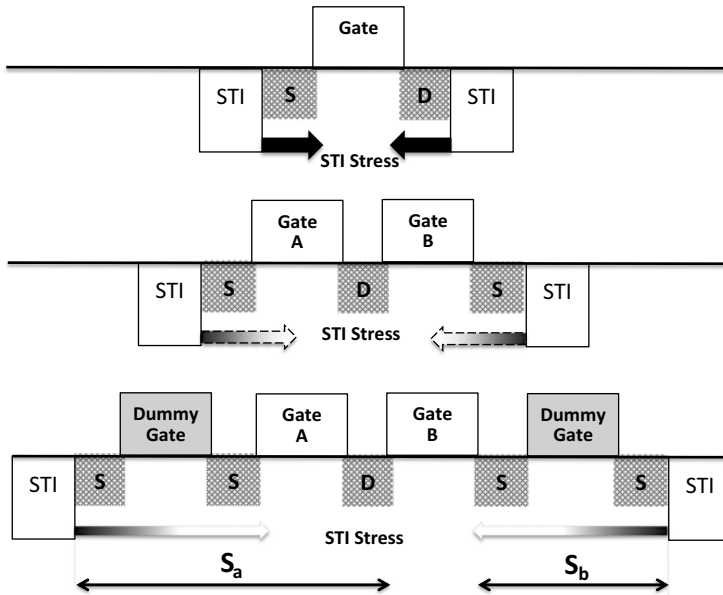 Gate
STI S D STI
STI Stress
Gate A Gate B
STI S D S STI
STI Stress
Dummy Gate Gate A Gate B Dummy Gate
STI S S D S S STI
STI Stress
Sa Sb